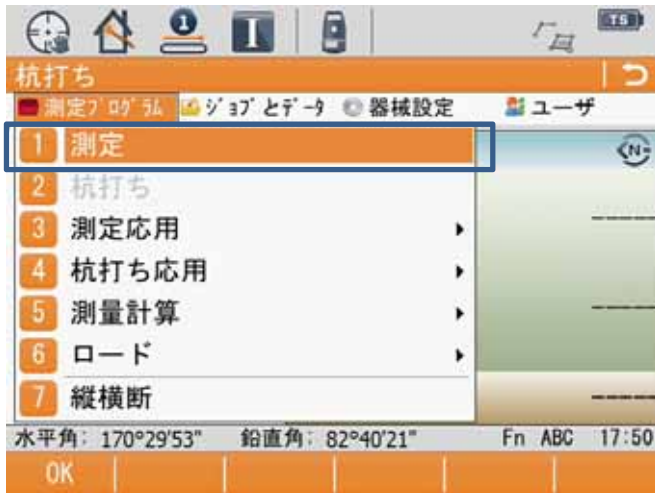 1 I TS
杭打ち
測定ﾌﾟﾛｸﾞﾗﾑ ｼﾞｮﾌﾞとﾃﾞｰﾀ 器械設定 ユーザ
1 測定
N
2 杭打ち
3 測定応用
4 杭打ち応用
5 測量計算
6 ロード
7 縦横断
水平角: 170°29'53" 鉛直角: 82°40'21" Fn ABC 17:50
OK